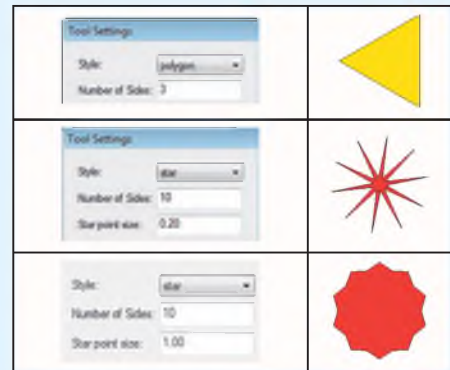 Tool Settings
Style: polygon
Number of Sides: 3
Tool Settings
Style: star
Number of Sides: 10
Star point size: 0.20
Style: star
Number of Sides: 10
Star point size: 1.00